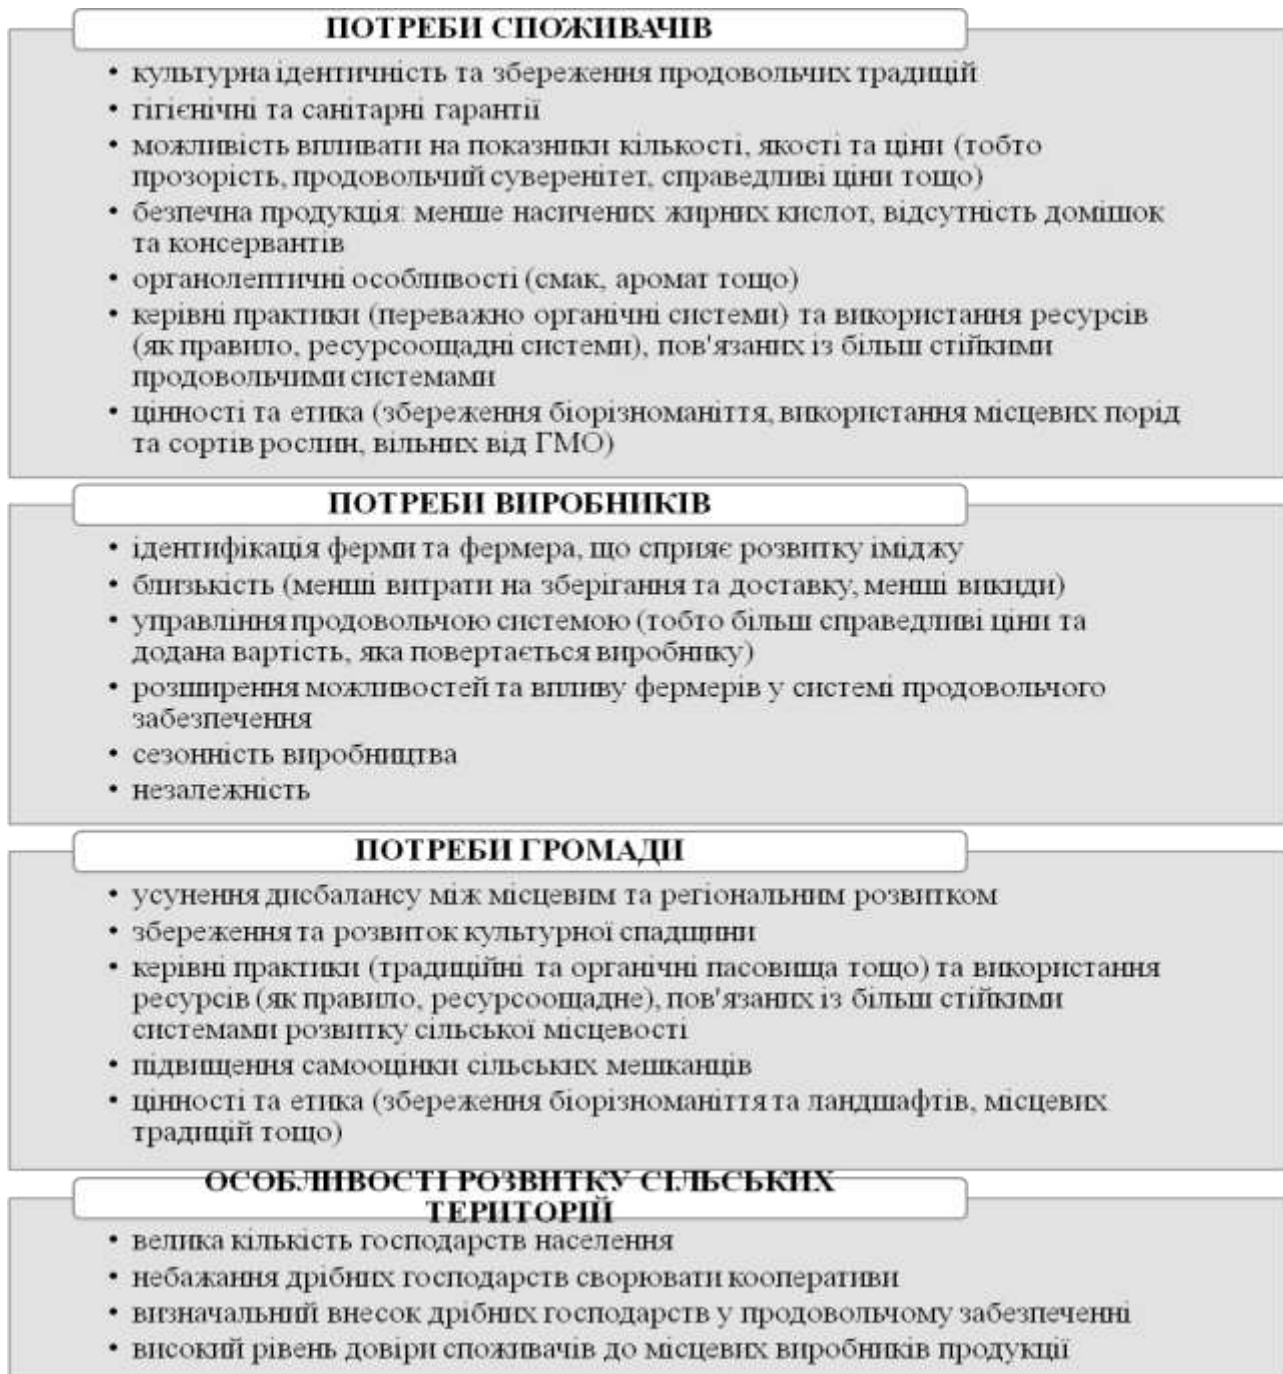 ПОТРЕБИ СПОЖИВАЧІВ
• культурна ідентичність та збереження продовольчих традицій
• гігієнічні та санітарні гарантії
• можливість впливати на показники кількості, якості та ціни (тобто
прозорість, продовольчий суверенітет, справедливі ціни тощо)
• безпечна продукція: менше насичених жирних кислот, відсутність домішок
та консервантів
• органолептичні особливості (смак, аромат тощо)
• керівні практики (переважно органічні системи) та використання ресурсів
(як правило, ресурсоощадні системи), пов'язаних із більш стійкими
продовольчими системами
• цінності та етика (збереження біорізноманіття, використання місцевих порід
та сортів рослин, вільних від ГМО)
ПОТРЕБИ ВИРОБНИКІВ
• ідентифікація ферми та фермера, що сприяє розвитку іміджу
• близькість (менші витрати на зберігання та доставку, менші викиди)
• управління продовольчою системою (тобто більш справедливі ціни та
додана вартість, яка повертається виробнику)
• розширення можливостей та впливу фермерів у системі продовольчого
забезпечення
• сезонність виробництва
• незалежність
ПОТРЕБИ ГРОМАДИ
• усунення дисбалансу між місцевим та регіональним розвитком
• збереження та розвиток культурної спадщини
• керівні практики (традиційні та органічні пасовища тощо) та використання
ресурсів (як правило, ресурсоощадне), пов'язаних із більш стійкими
системами розвитку сільської місцевості
• підвищення самооцінки сільських мешканців
• цінності та етика (збереження біорізноманіття та ландшафтів, місцевих
традицій тощо)
ОСОБЛИВОСТІ РОЗВИТКУ СІЛЬСЬКИХ
ТЕРИТОРІЙ
• велика кількість господарств населення
• небажання дрібних господарств сворювати кооперативи
• визначальний внесок дрібних господарств у продовольчому забезпеченні
• високий рівень довіри споживачів до місцевих виробників продукції